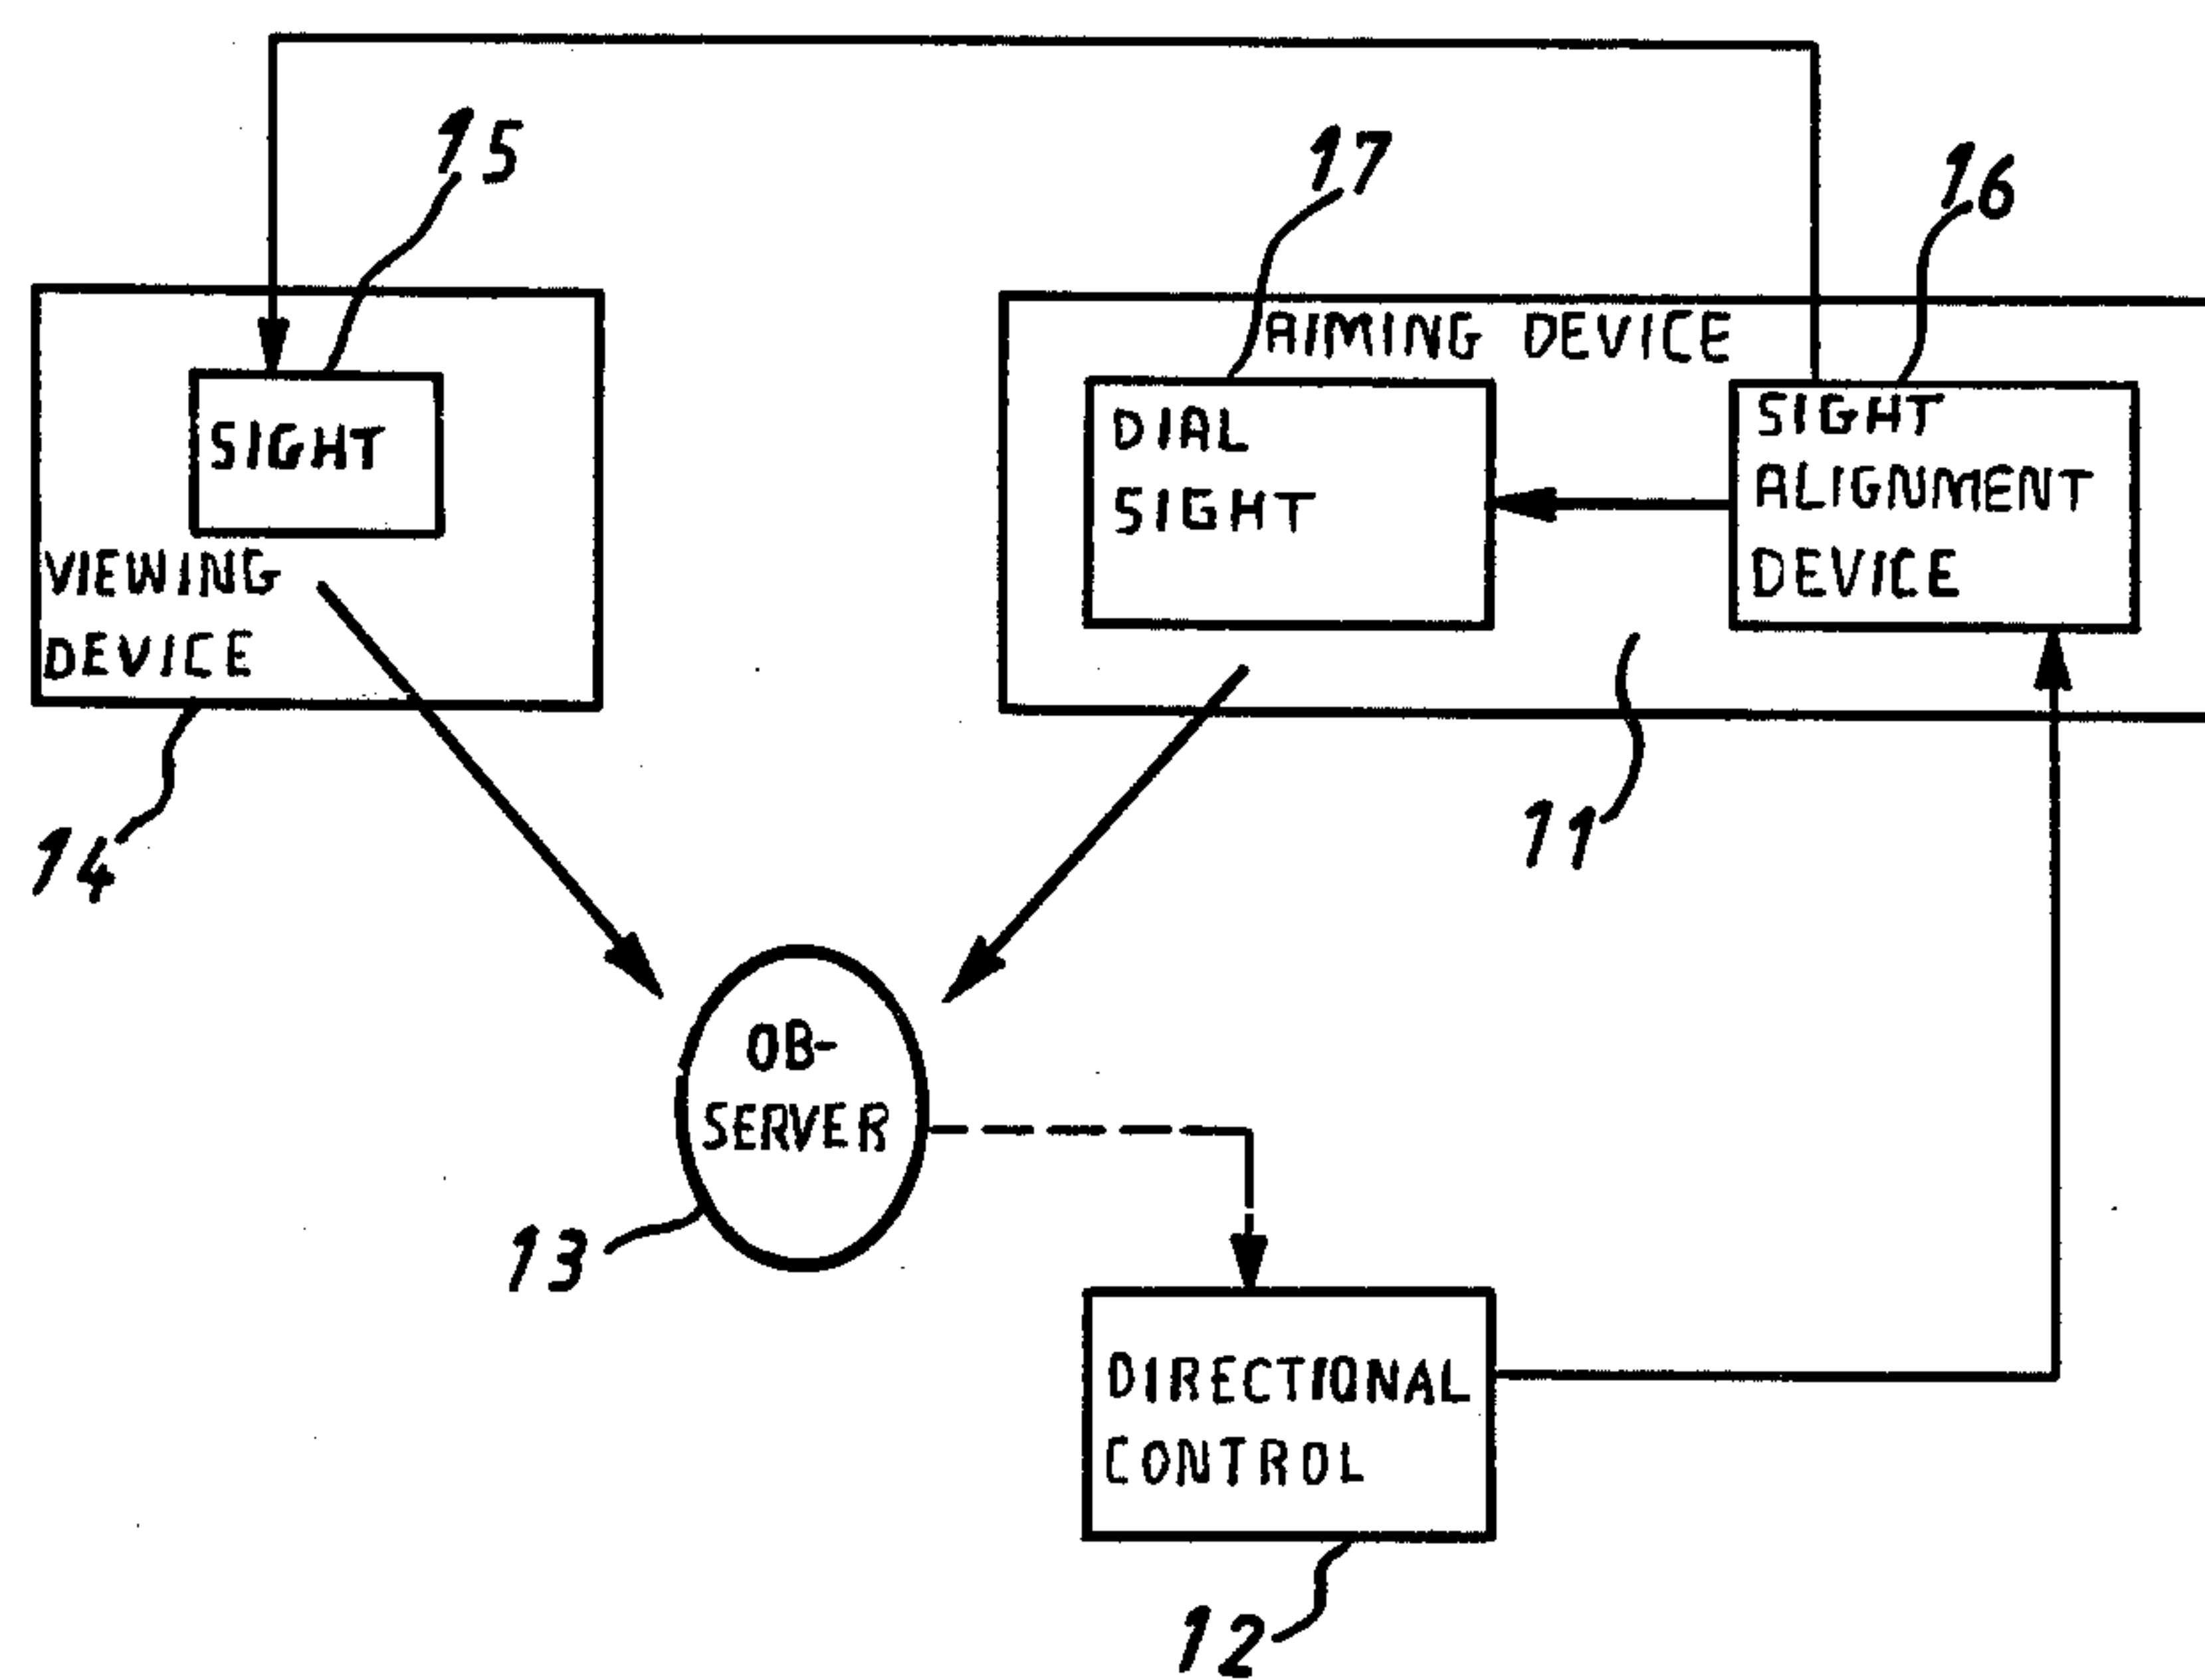 15
17
16
AIMING DEVICE
SIGHT
DIAL
SIGHT
SIGHT
ALIGNMENT
DEVICE
VIEWING
DEVICE
14
11
OB-
SERVER
13
DIRECTIONAL
CONTROL
12